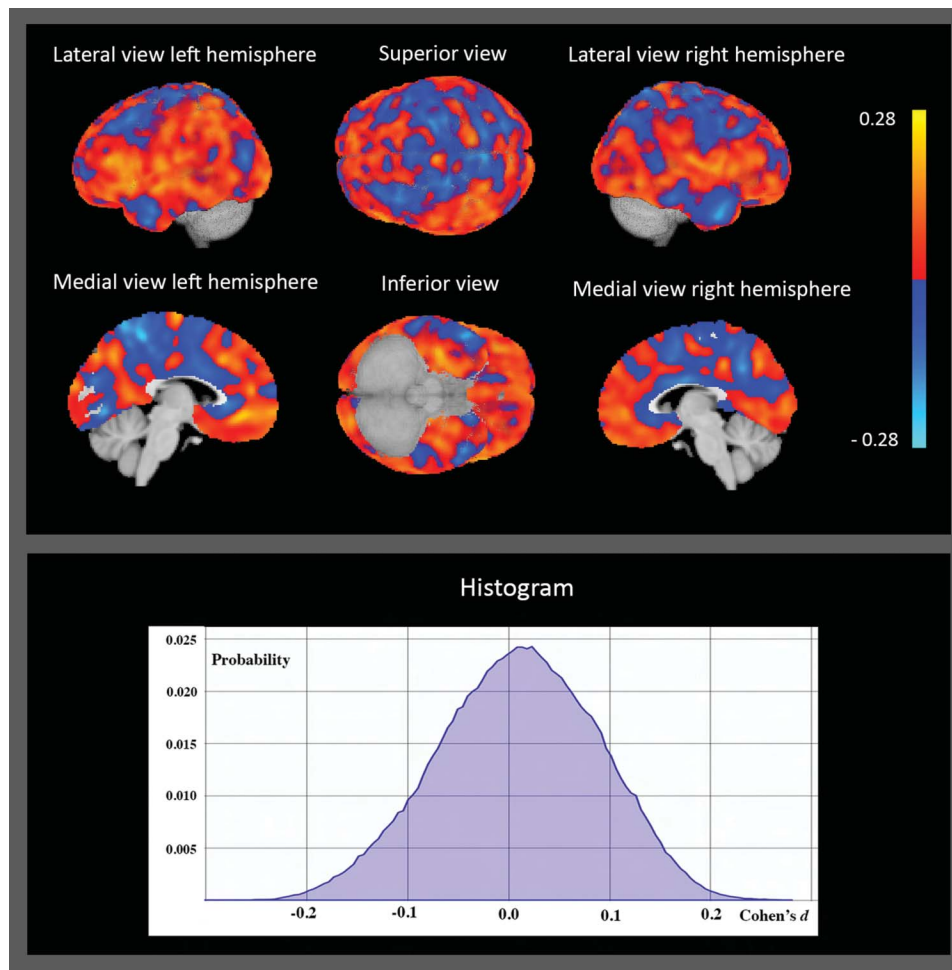 Lateral view left hemisphere
Superior view
Lateral view right hemisphere
0.28
Medial view left hemisphere
Inferior view
Medial view right hemisphere
- 0.28
Histogram
0.025
Probability
0.020
0.015
0.010
0.005
-0.2
-0.1
0.0
0.1
0.2
Cohen's d